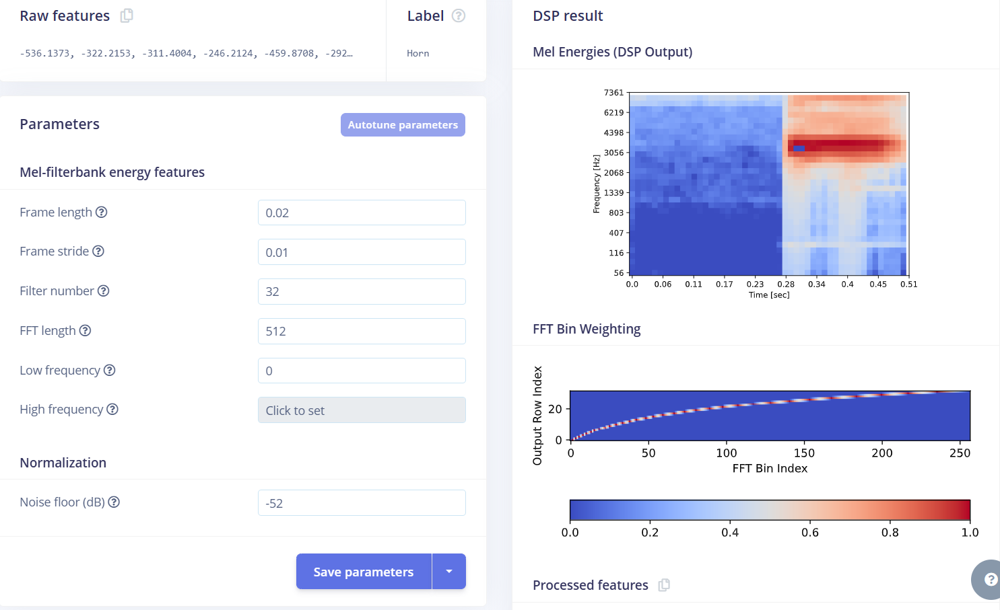 Raw features
Label
-536.1373, -322.2153, -311.4004, -246.2124, -459.8708, -292…
Horn
Parameters
Autotune parameters
Mel-filterbank energy features
Frame length
0.02
Frame stride
0.01
Filter number
32
FFT length
512
Low frequency
0
High frequency
Click to set
Normalization
Noise floor (dB)
-52
Save parameters
DSP result
Mel Energies (DSP Output)
7361
6219
4398
3056
2068
1339
803
407
116
56
Frequency [Hz]
0.0 0.06 0.11 0.17 0.23 0.28 0.34 0.4 0.45 0.51
Time [sec]
FFT Bin Weighting
Output Row Index
20
0
0 50 100 150 200 250
FFT Bin Index
0.0 0.2 0.4 0.6 0.8 1.0
Processed features